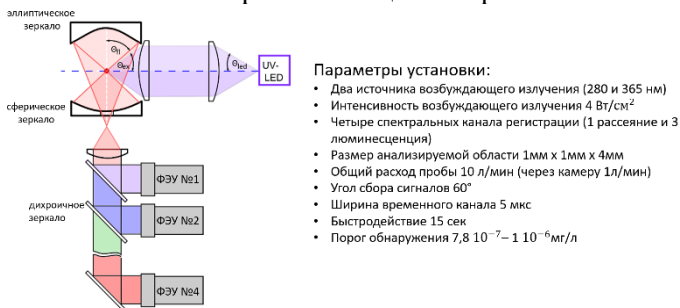 эллиптическое
зеркало
Θfl
Θex
Θled
UV-
LED
сферическое
зеркало
дихроичное
зеркало
ФЭУ №1
ФЭУ №2
ФЭУ №4
Параметры установки:
• Два источника возбуждающего излучения (280 и 365 нм)
• Интенсивность возбуждающего излучения 4 Вт/см²
• Четыре спектральных канала регистрации (1 рассеяние и 3
люминесценция)
• Размер анализируемой области 1мм х 1мм х 4мм
• Общий расход пробы 10 л/мин (через камеру 1л/мин)
• Угол сбора сигналов 60°
• Ширина временного канала 5 мкс
• Быстродействие 15 сек
• Порог обнаружения 7,8 10⁻⁷– 1 10⁻⁶мг/л